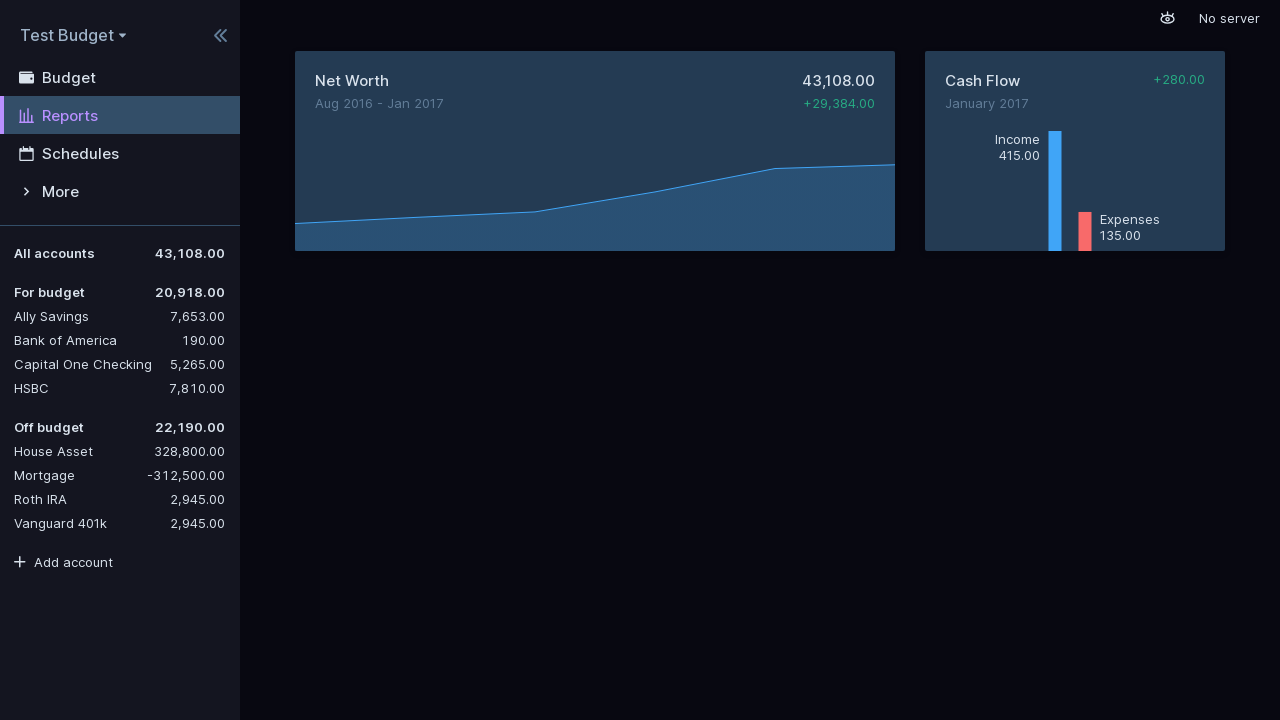 Test Budget
Budget
Reports
Schedules
More
All accounts 43,108.00
For budget 20,918.00
Ally Savings 7,653.00
Bank of America 190.00
Capital One Checking 5,265.00
HSBC 7,810.00
Off budget 22,190.00
House Asset 328,800.00
Mortgage -312,500.00
Roth IRA 2,945.00
Vanguard 401k 2,945.00
Add account
No server
Net Worth 43,108.00
Aug 2016 - Jan 2017 +29,384.00
Cash Flow +280.00
January 2017
Income
415.00
Expenses
135.00